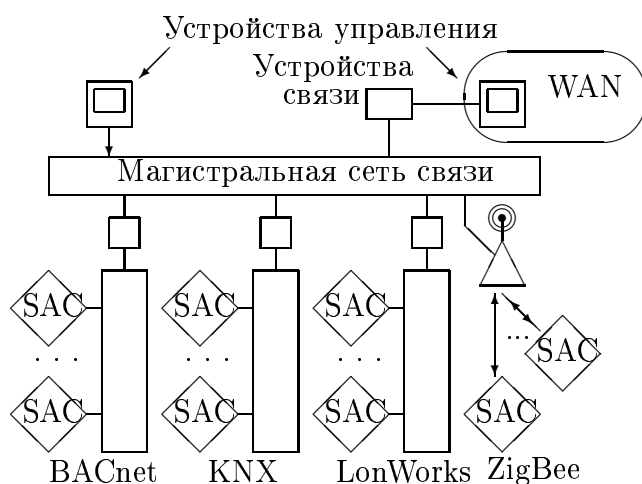 Устройства управления
Устройства
связи
WAN
Магистральная сеть связи
SAC SAC SAC
. . . . . . . . . ... SAC
SAC SAC SAC SAC
BACnet KNX LonWorks ZigBee